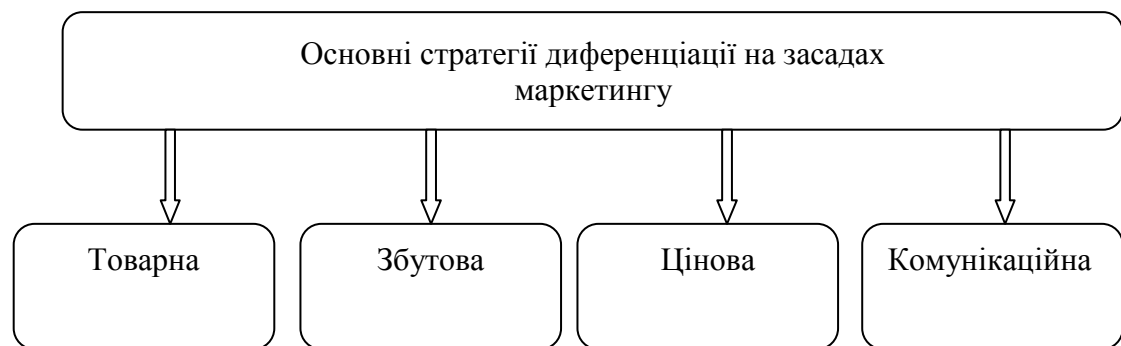 Основні стратегії диференціації на засадах
маркетингу
Товарна
Збутова
Цінова
Комунікаційна